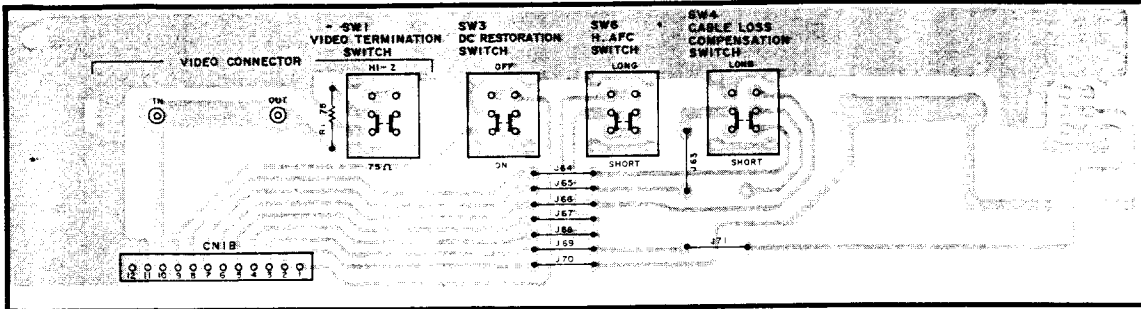 SW1
VIDEO TERMINATION
SWITCH
SW3
DC RESTORATION
SWITCH
SW6
H. AFC
SWITCH
SW4
CABLE LOSS
COMPENSATION
SWITCH
VIDEO CONNECTOR
HI-Z
OFF
LONG
LONG
IN
OUT
R-78
75Ω
ON
SHORT
SHORT
J64
J65
J66
J67
J68
J69
J70
J63
J71
CN1B
12 11 10 9 8 7 6 5 4 3 2 1